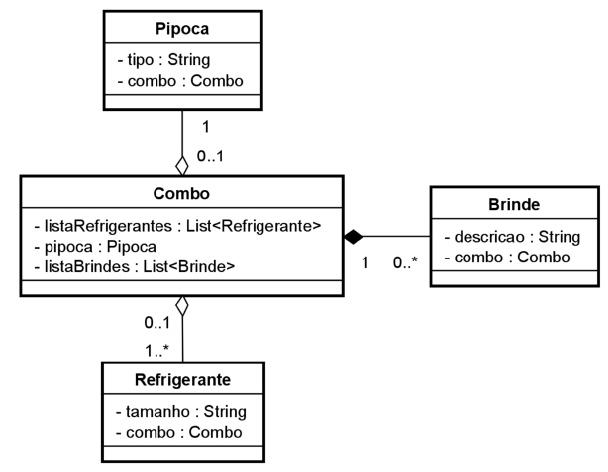 Pipoca
- tipo : String
- combo : Combo
1
0..1
Combo
- listaRefrigerantes : List<Refrigerante>
- pipoca : Pipoca
- listaBrindes : List<Brinde>
1
0..*
Brinde
- descricao : String
- combo : Combo
0..1
1..*
Refrigerante
- tamanho : String
- combo : Combo